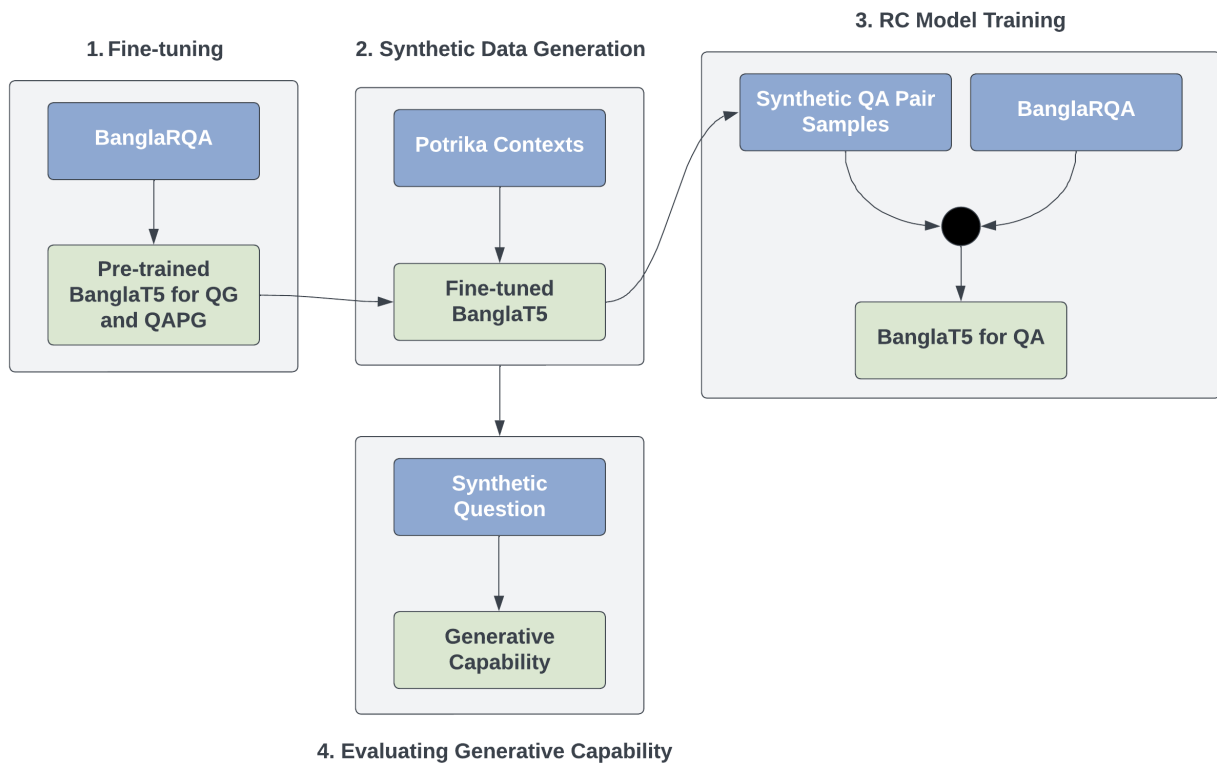 1. Fine-tuning
BanglaRQA
Pre-trained
BanglaT5 for QG
and QAPG
2. Synthetic Data Generation
Potrika Contexts
Fine-tuned
BanglaT5
3. RC Model Training
Synthetic QA Pair
Samples
BanglaRQA
BanglaT5 for QA
Synthetic
Question
Generative
Capability
4. Evaluating Generative Capability